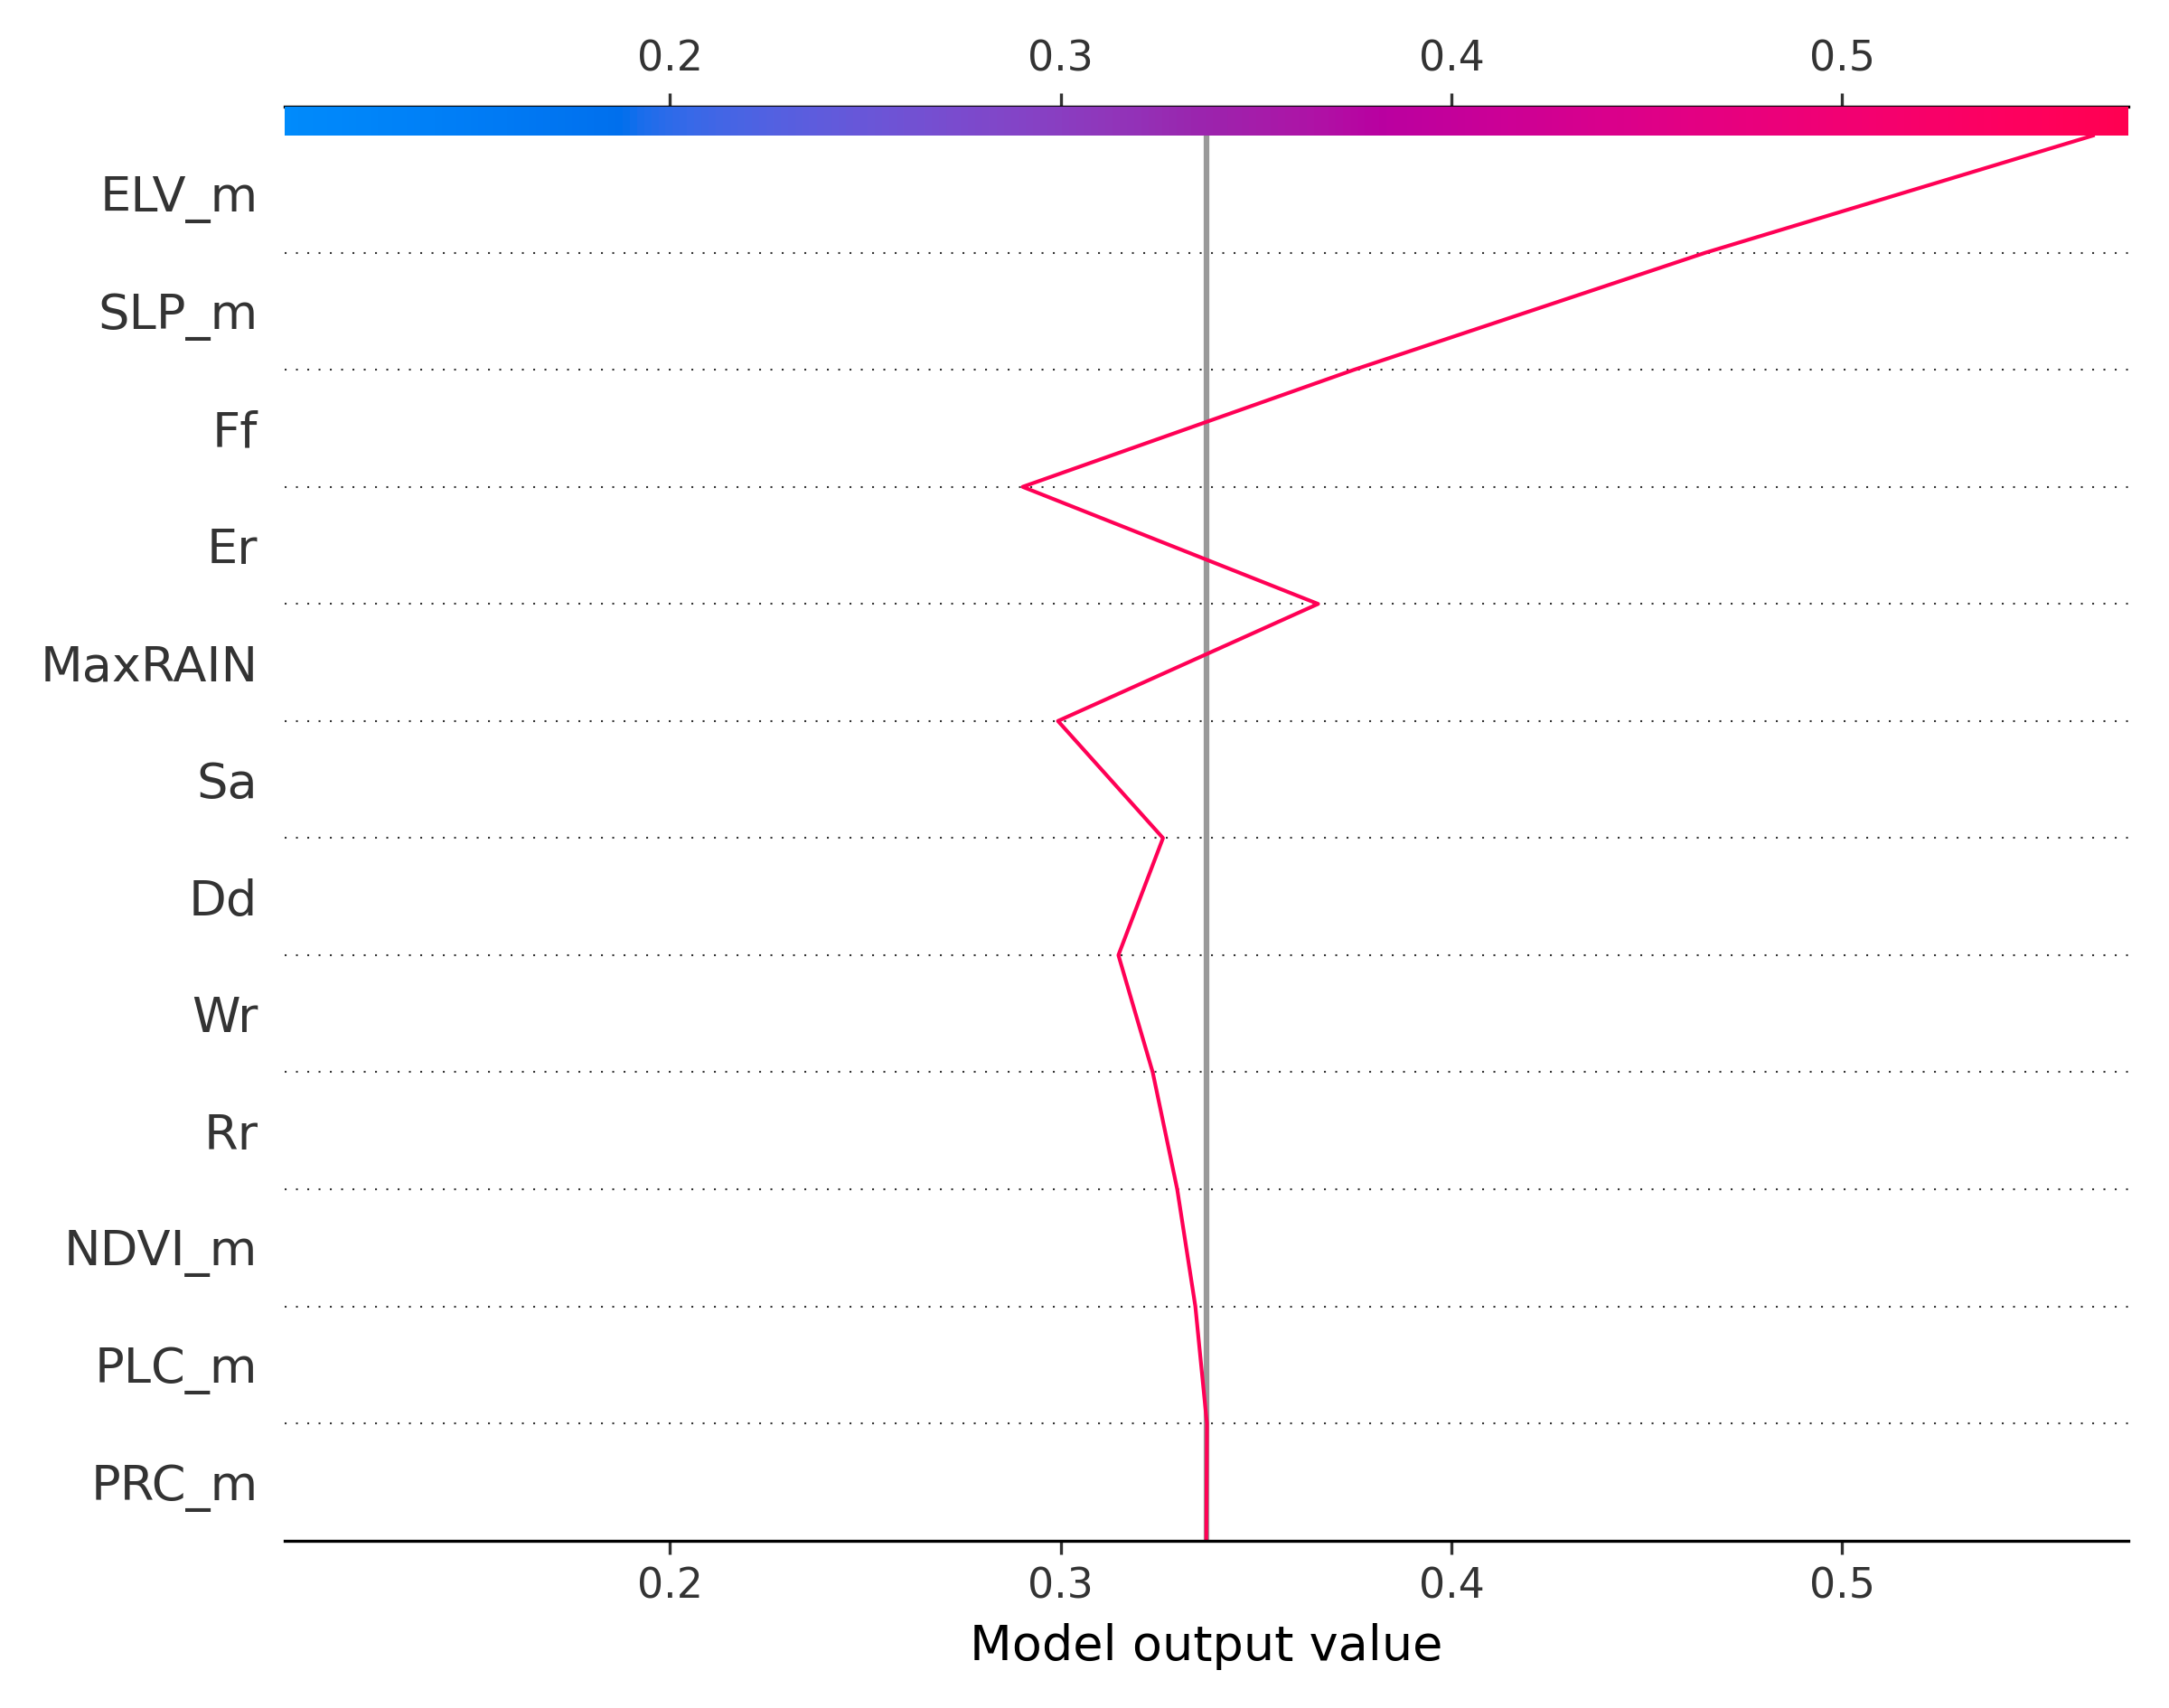 0.2 0.3 0.4 0.5
ELV_m
SLP_m
Ff
Er
MaxRAIN
Sa
Dd
Wr
Rr
NDVI_m
PLC_m
PRC_m
0.2 0.3 0.4 0.5
Model output value